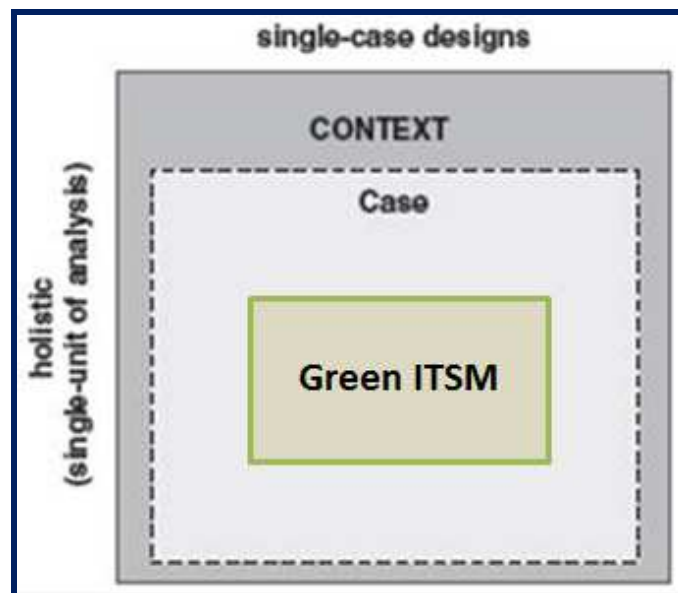 single-case designs
CONTEXT
Case
Green ITSM
holistic
(single-unit of analysis)